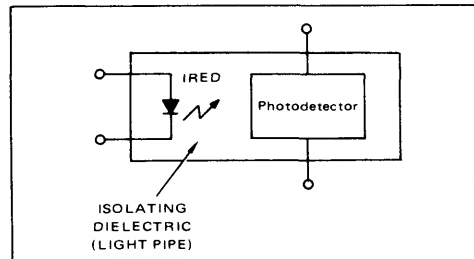 IRED
Photodetector
ISOLATING
DIELECTRIC
(LIGHT PIPE)